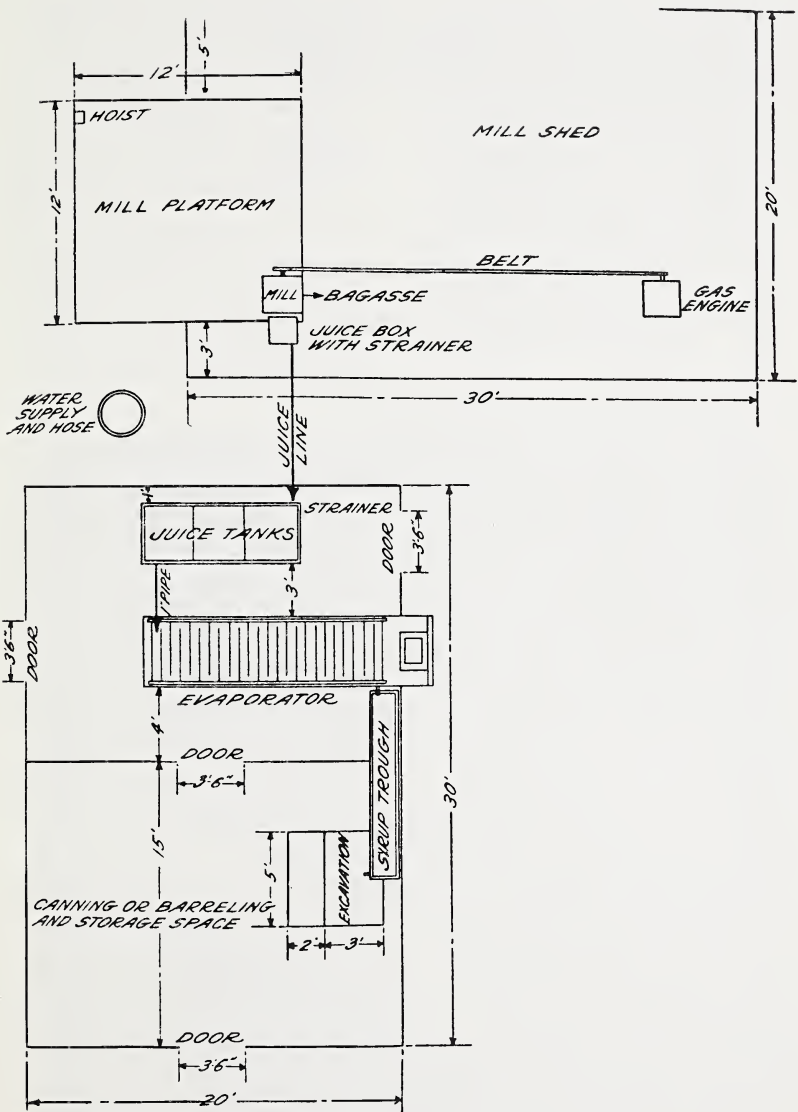 5'
12'
20'
HOIST
MILL SHED
12'
MILL PLATFORM
BELT
MILL
BAGASSE
GAS
ENGINE
JUICE BOX
WITH STRAINER
3'
30'
WATER
SUPPLY
AND HOSE
JUICE
LINE
1'
STRAINER
JUICE TANKS
DOOR
3'6"
1" PIPE
3'
3'6"
DOOR
EVAPORATOR
4'
DOOR
3'6"
SYRUP TROUGH
30'
15'
5'
EXCAVATION
CANNING OR BARRELING
AND STORAGE SPACE
2'
3'
DOOR
3'6"
20'